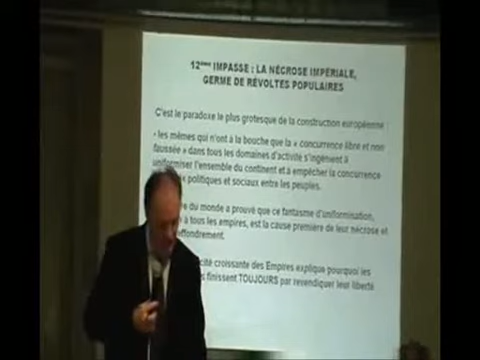 12ème IMPASSE : LA NÉCROSE IMPÉRIALE,
GERME DE RÉVOLTES POPULAIRES
C'est le paradoxe le plus grotesque de la construction européenne :
• les mêmes qui n'ont à la bouche que la « concurrence libre et non
faussée » dans tous les domaines d'activité s'ingénient à
uniformiser l'ensemble du continent et à empêcher la concurrence
politiques et sociaux entre les peuples.
du monde a prouvé que ce fantasme d'uniformisation,
à tous les empires, est la cause première de leur nécrose et
effondrement.
croissante des Empires explique pourquoi les
finissent TOUJOURS par revendiquer leur liberté